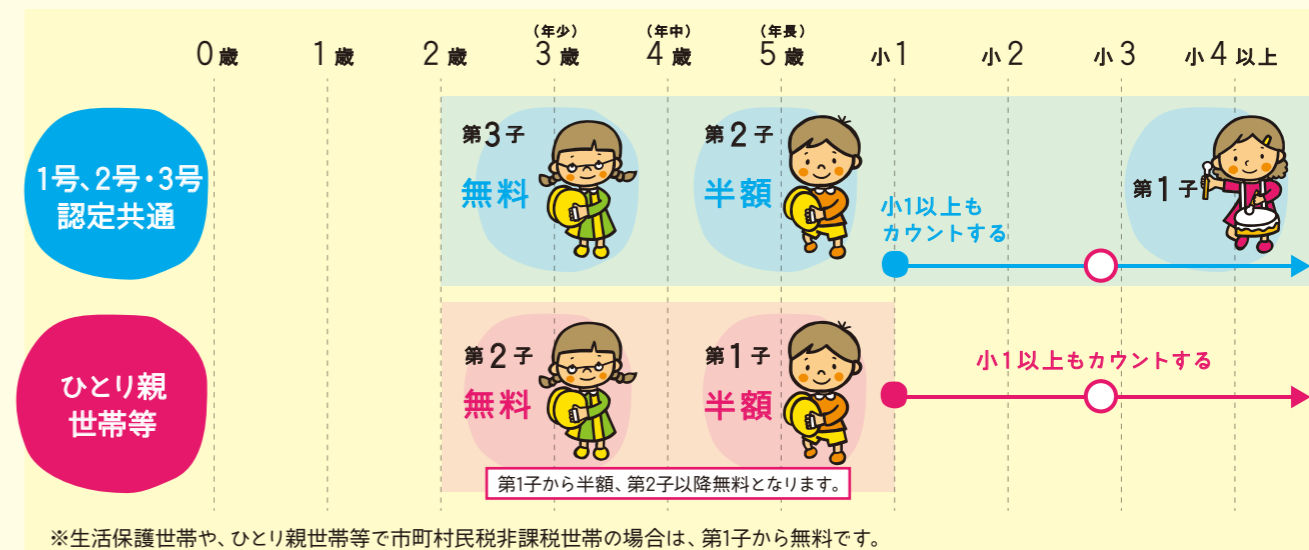 (年少) (年中) (年長)
0歳 1歳 2歳 3歳 4歳 5歳 小1 小2 小3 小4以上
1号、2号・3号
認定共通
第3子
無料
第2子
半額
小1以上も
カウントする
第1子
ひとり親
世帯等
第2子
無料
第1子
半額
小1以上もカウントする
第1子から半額、第2子以降無料となります。
※生活保護世帯や、ひとり親世帯等で市町村民税非課税世帯の場合は、第1子から無料です。